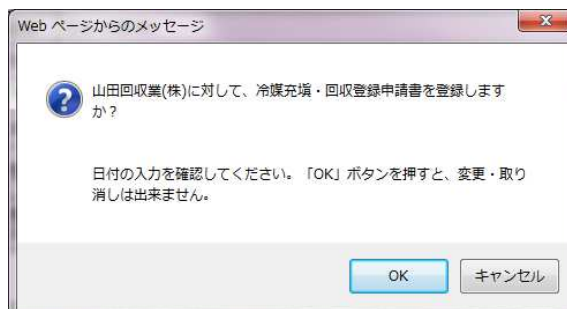 Web ページからのメッセージ
山田回収業(株)に対して、冷媒充塡・回収登録申請書を登録します
か？
日付の入力を確認してください。「OK」ボタンを押すと、変更・取り
消しは出来ません。
OK
キャンセル